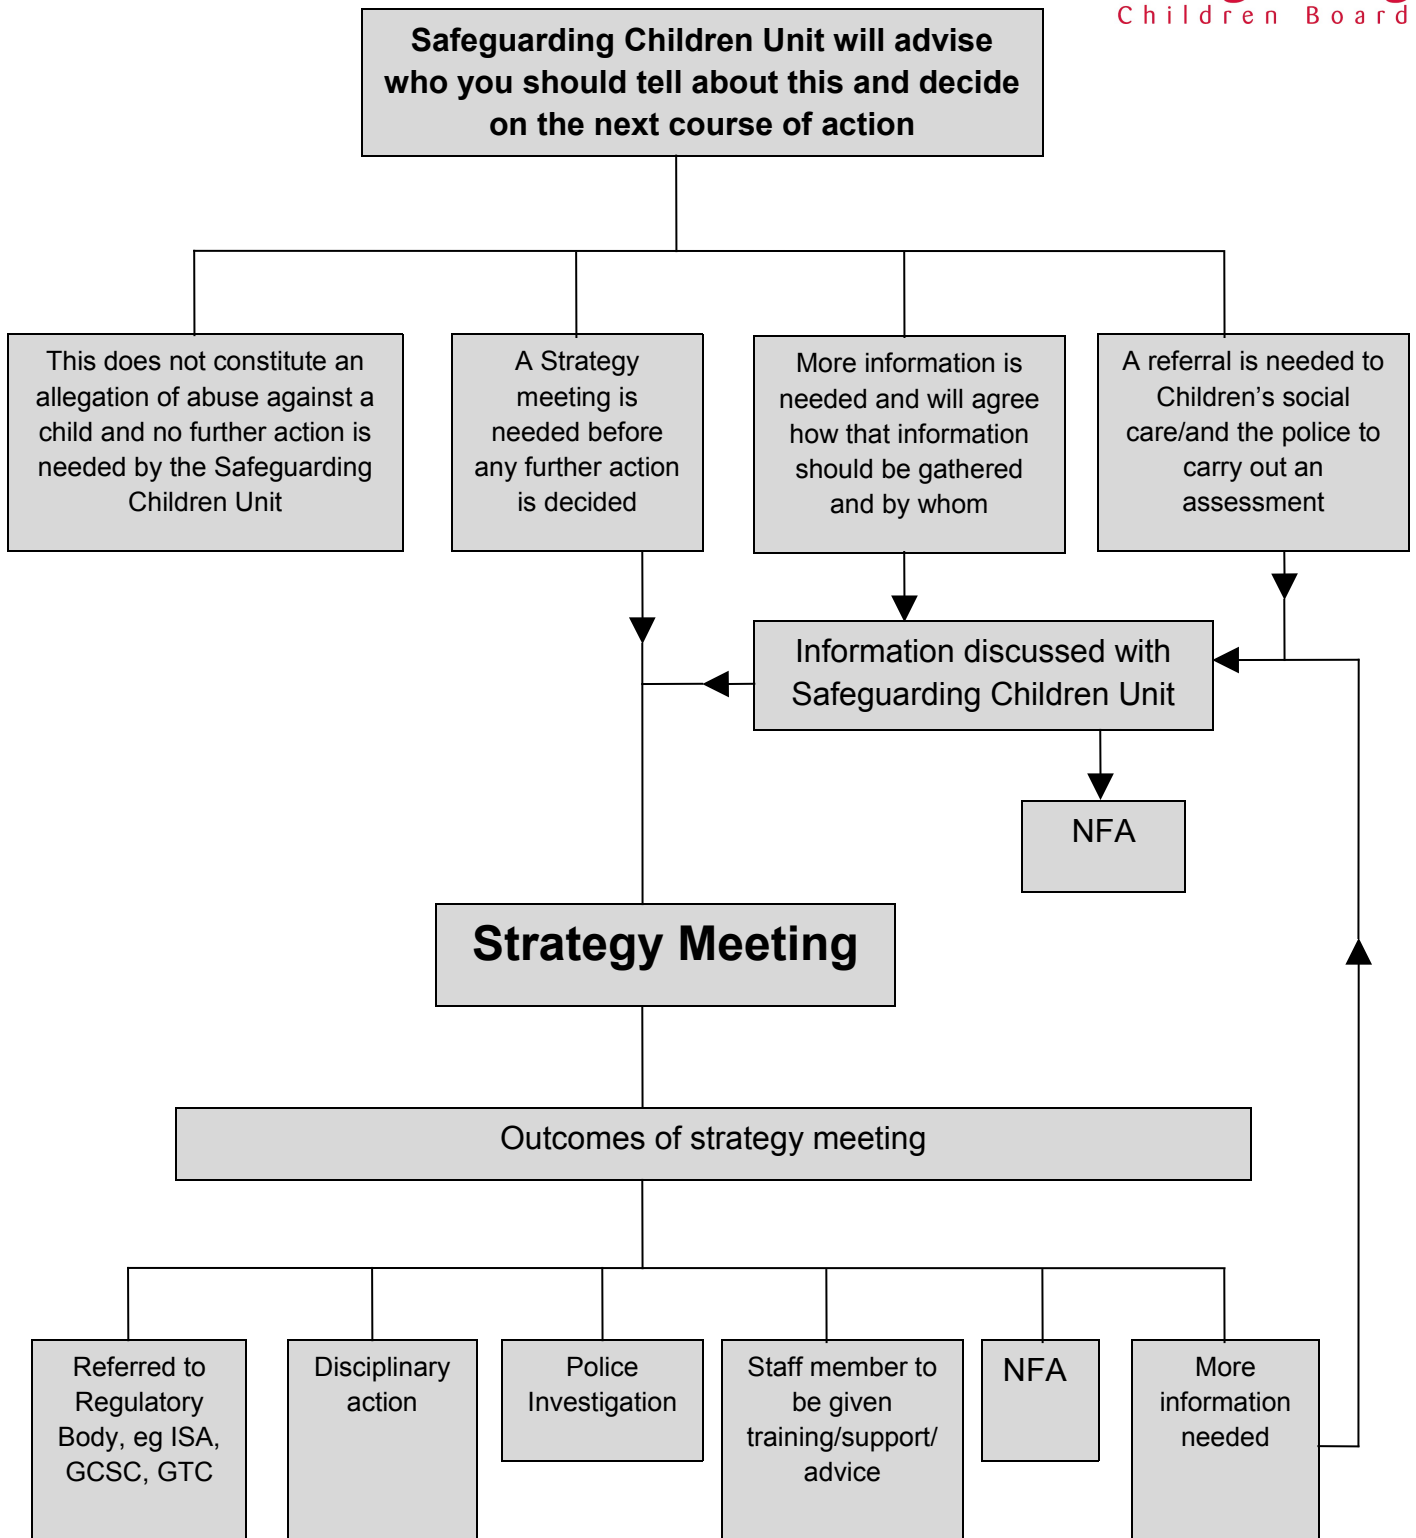 Children Board
Safeguarding Children Unit will advise
who you should tell about this and decide
on the next course of action
This does not constitute an
allegation of abuse against a
child and no further action is
needed by the Safeguarding
Children Unit
A Strategy
meeting is
needed before
any further action
is decided
More information is
needed and will agree
how that information
should be gathered
and by whom
A referral is needed to
Children’s social
care/and the police to
carry out an
assessment
Information discussed with
Safeguarding Children Unit
NFA
Strategy Meeting
Outcomes of strategy meeting
Referred to
Regulatory
Body, eg ISA,
GCSC, GTC
Disciplinary
action
Police
Investigation
Staff member to
be given
training/support/
advice
NFA
More
information
needed